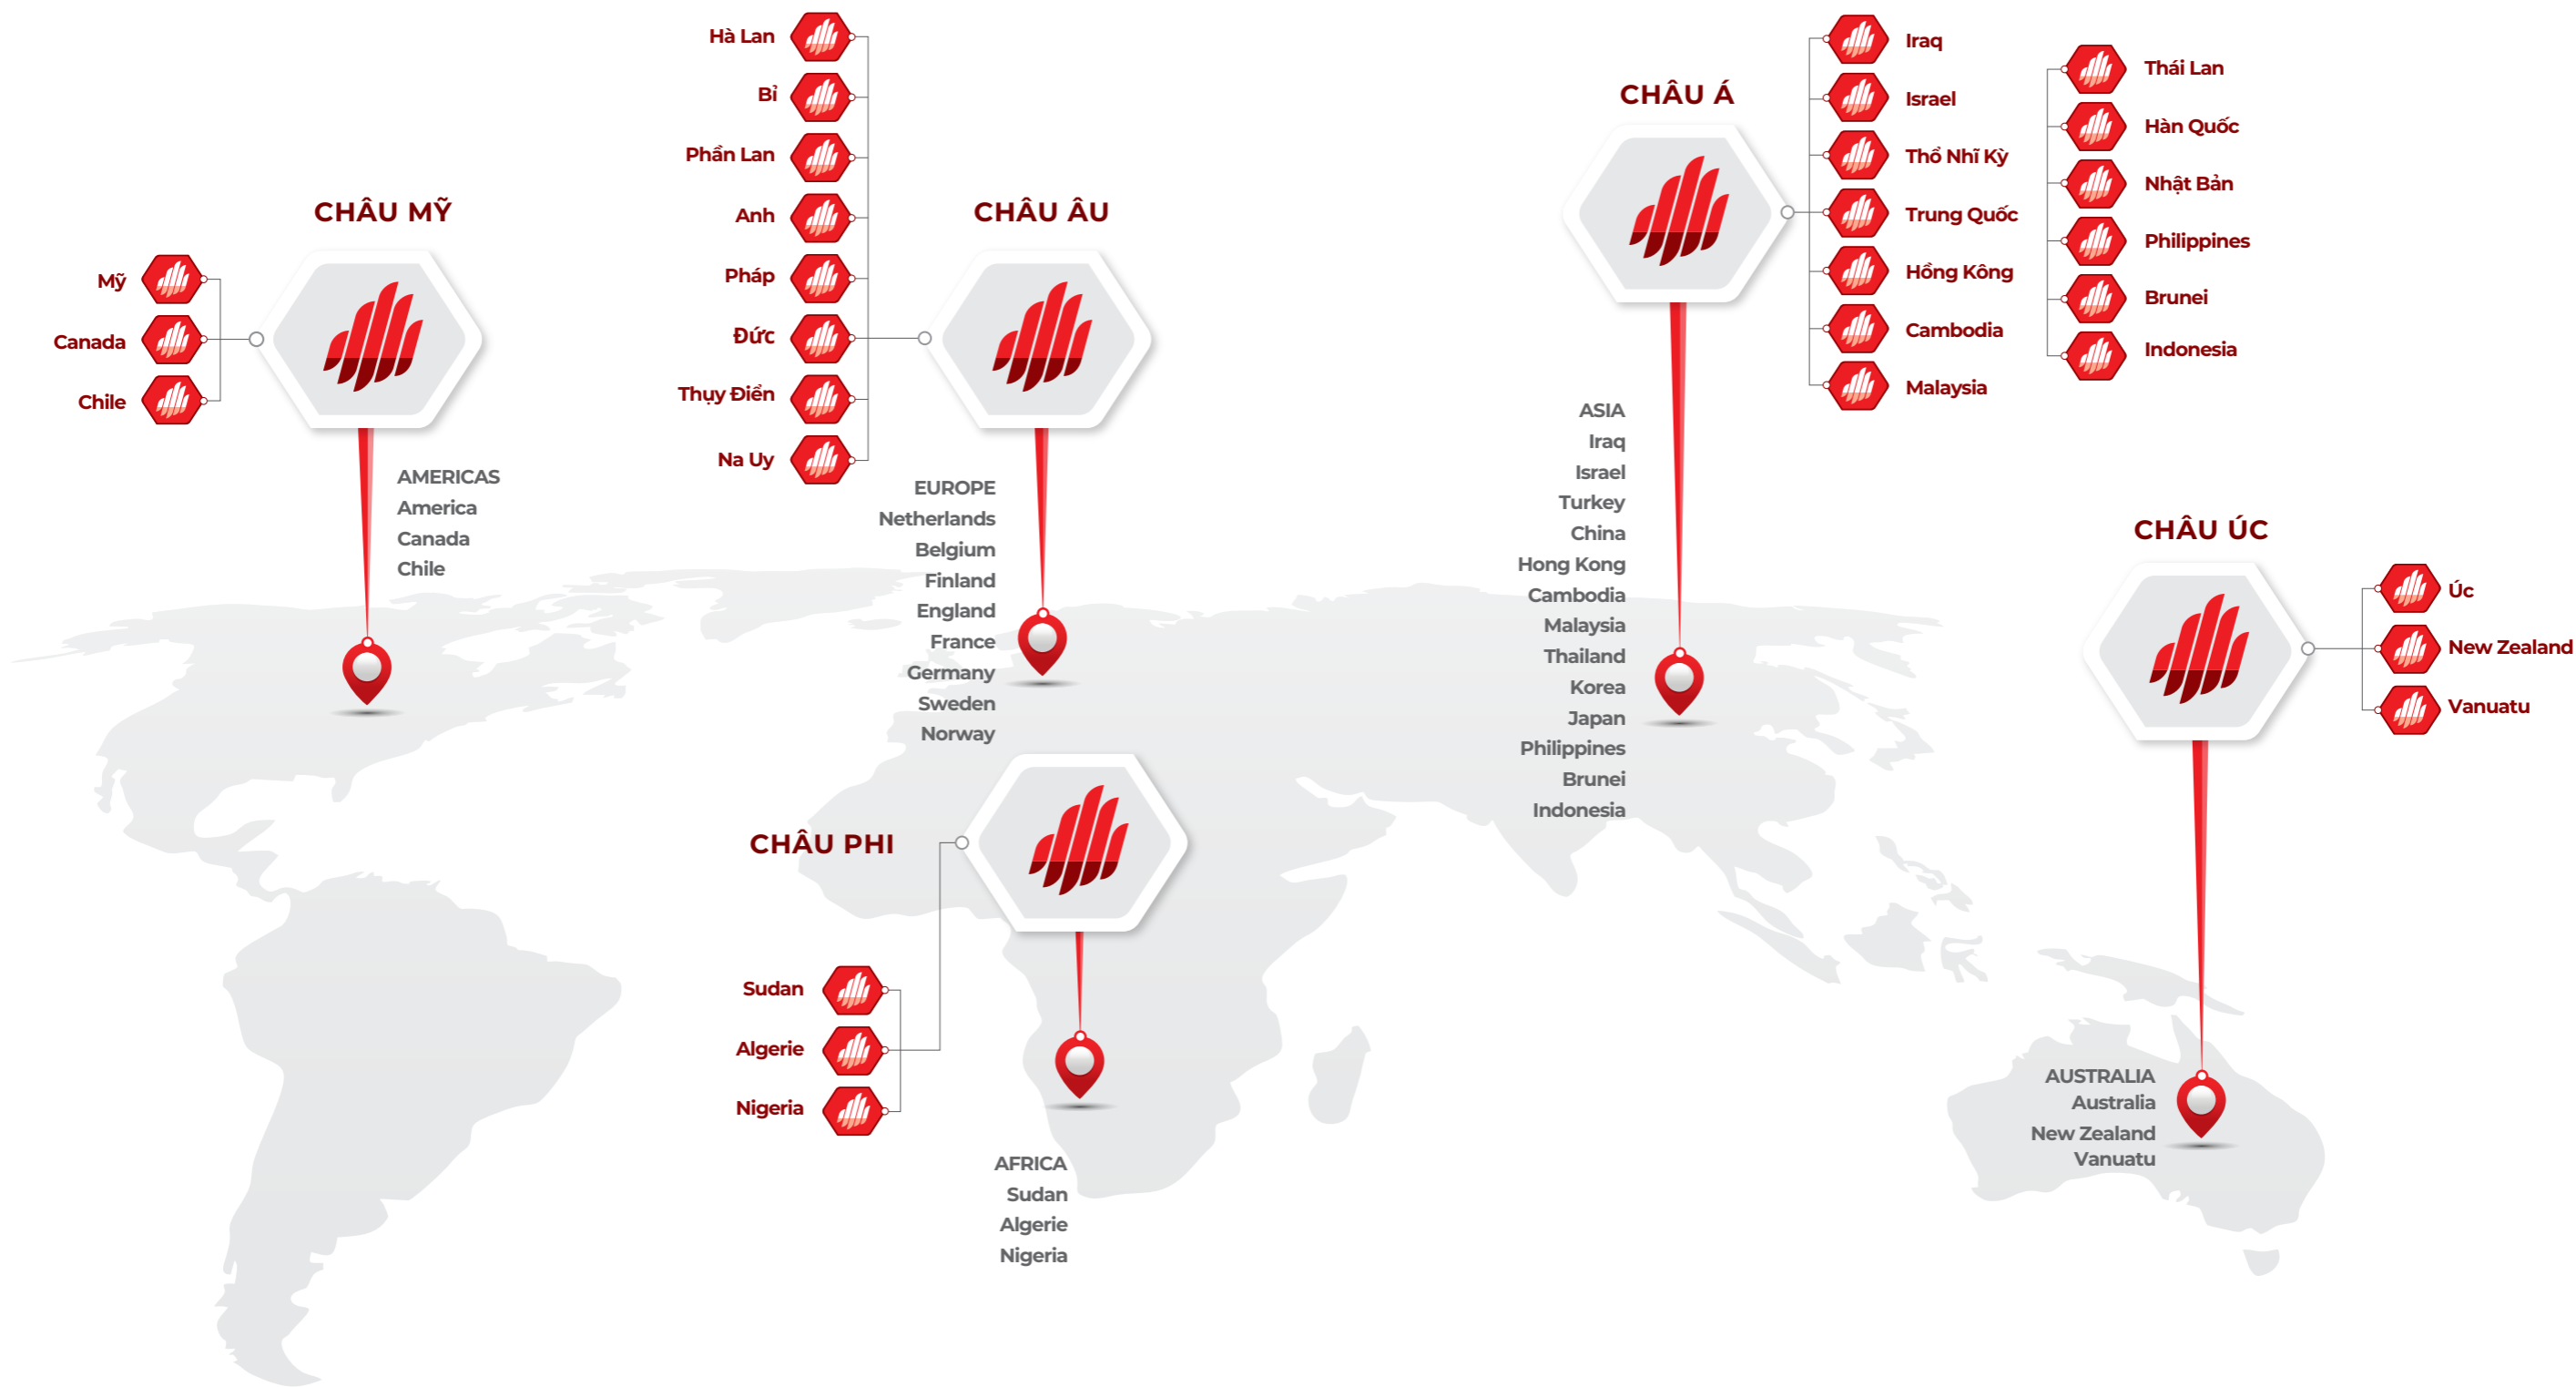 CHÂU MỸ
Mỹ
Canada
Chile
AMERICAS
America
Canada
Chile
CHÂU ÂU
Hà Lan
Bỉ
Phần Lan
Anh
Pháp
Đức
Thụy Điển
Na Uy
EUROPE
Netherlands
Belgium
Finland
England
France
Germany
Sweden
Norway
CHÂU PHI
Sudan
Algerie
Nigeria
AFRICA
Sudan
Algerie
Nigeria
CHÂU Á
Iraq
Israel
Thổ Nhĩ Kỳ
Trung Quốc
Hồng Kông
Cambodia
Malaysia
Thái Lan
Hàn Quốc
Nhật Bản
Philippines
Brunei
Indonesia
ASIA
Iraq
Israel
Turkey
China
Hong Kong
Cambodia
Malaysia
Thailand
Korea
Japan
Philippines
Brunei
Indonesia
CHÂU ÚC
Úc
New Zealand
Vanuatu
AUSTRALIA
Australia
New Zealand
Vanuatu